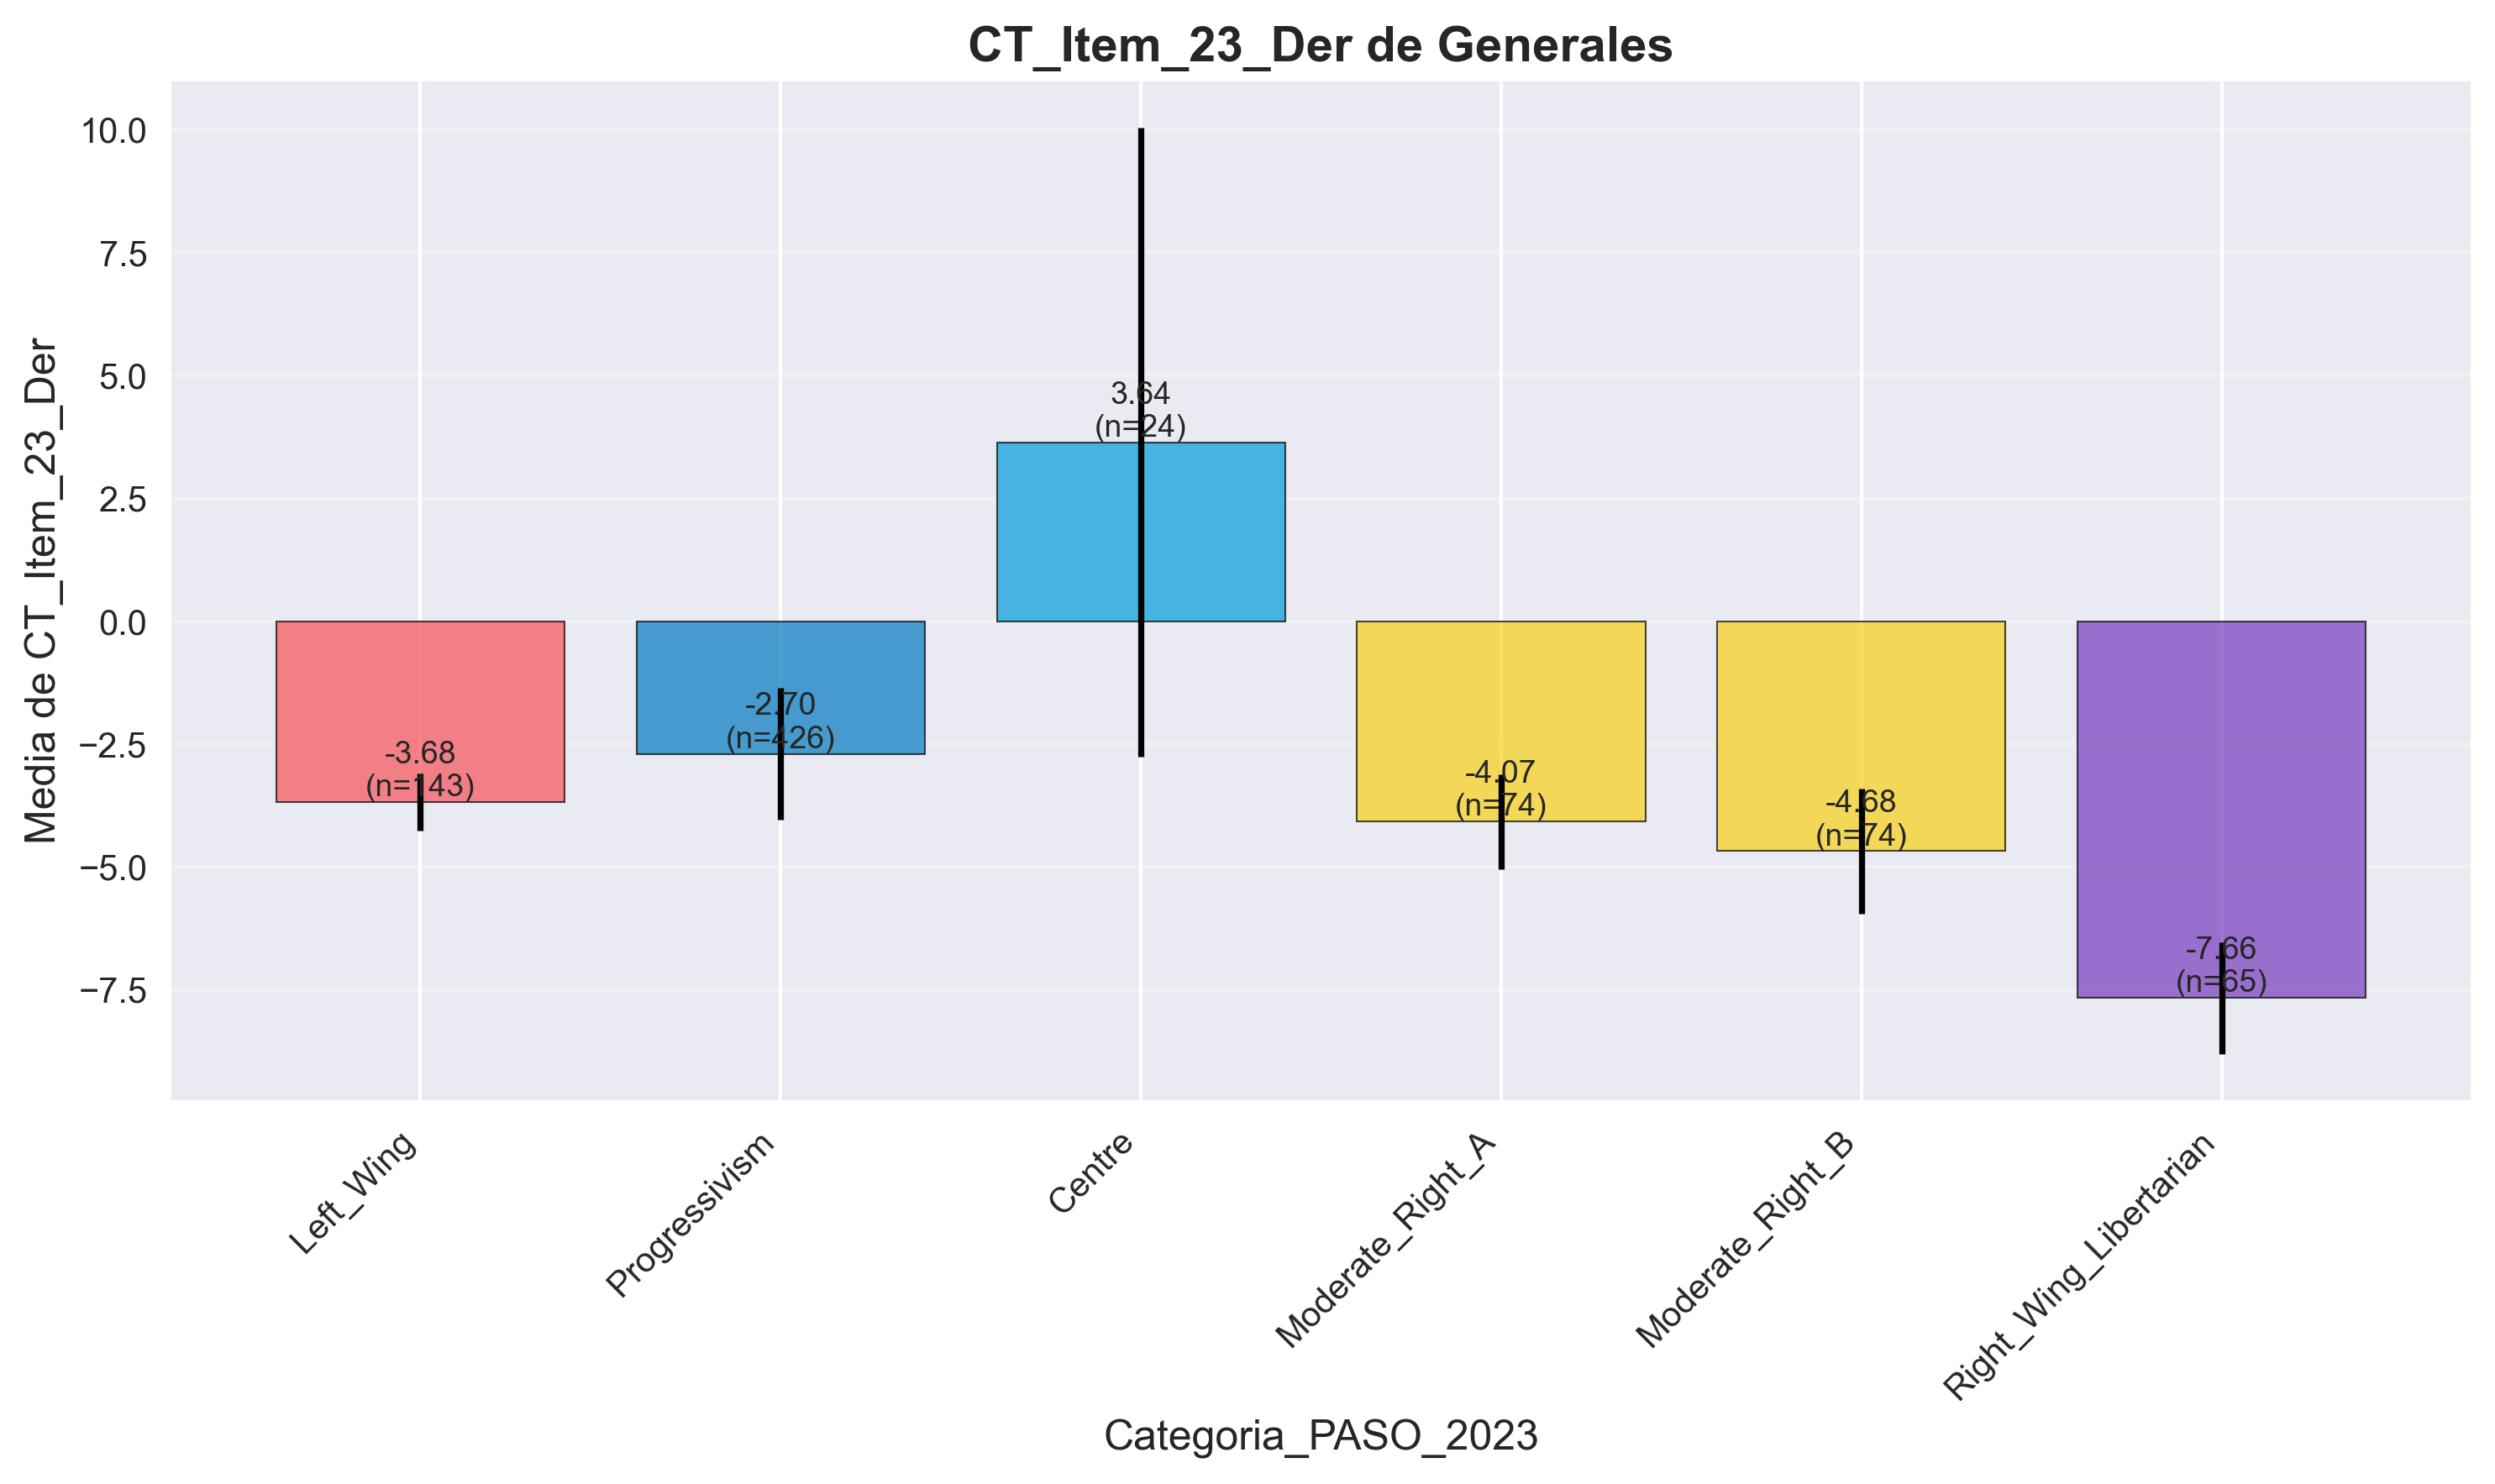 CT_Item_23_Der de Generales
Media de CT_Item_23_Der
10.0
7.5
5.0
2.5
0.0
−2.5
−5.0
−7.5
-3.68
(n=143)
-2.70
(n=426)
3.64
(n=24)
-4.07
(n=74)
-4.68
(n=74)
-7.66
(n=65)
Left_Wing
Progressivism
Centre
Moderate_Right_A
Moderate_Right_B
Right_Wing_Libertarian
Categoria_PASO_2023